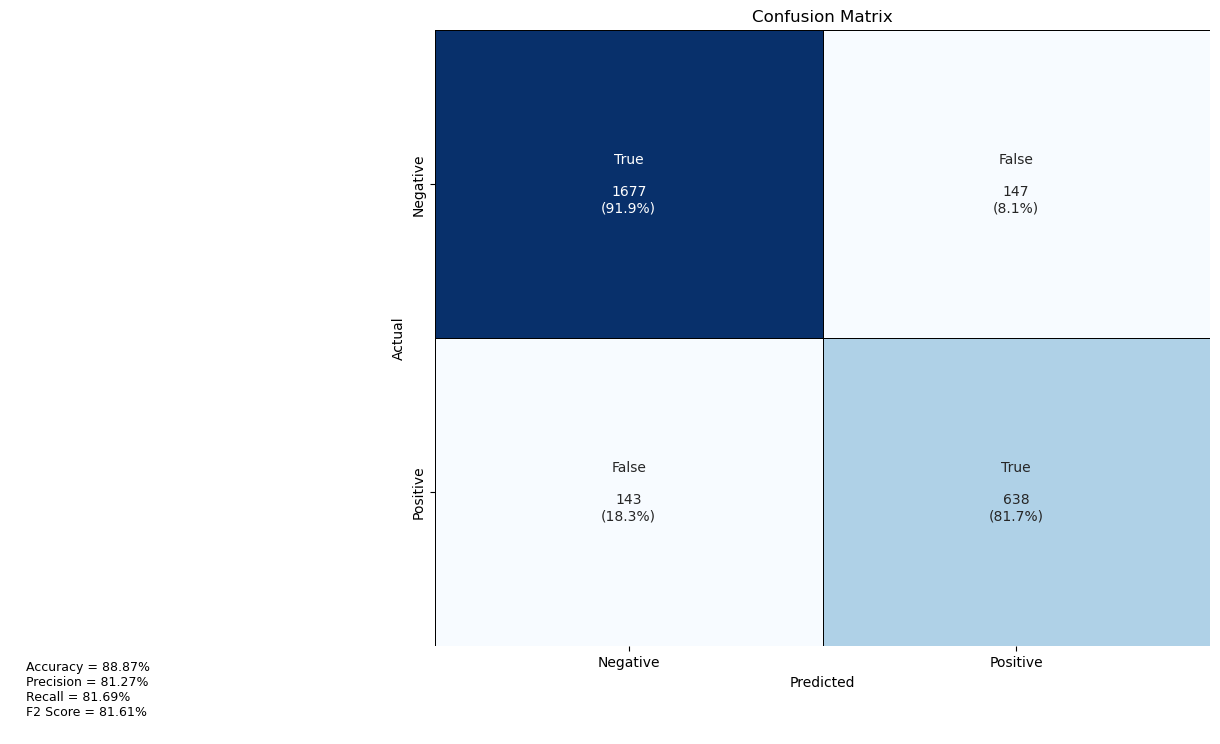 Confusion Matrix
Negative
True
1677
(91.9%)
False
147
(8.1%)
Actual
Positive
False
143
(18.3%)
True
638
(81.7%)
Negative
Positive
Predicted
Accuracy = 88.87%
Precision = 81.27%
Recall = 81.69%
F2 Score = 81.61%